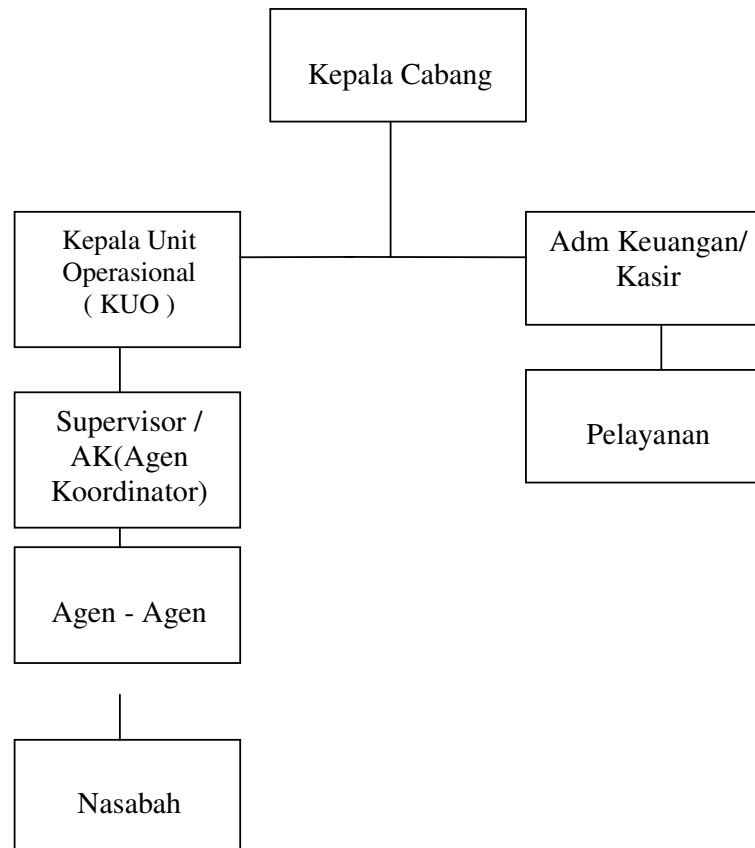 Kepala Cabang
Kepala Unit
Operasional
( KUO )
Adm Keuangan/
Kasir
Supervisor /
AK(Agen
Koordinator)
Pelayanan
Agen - Agen
Nasabah